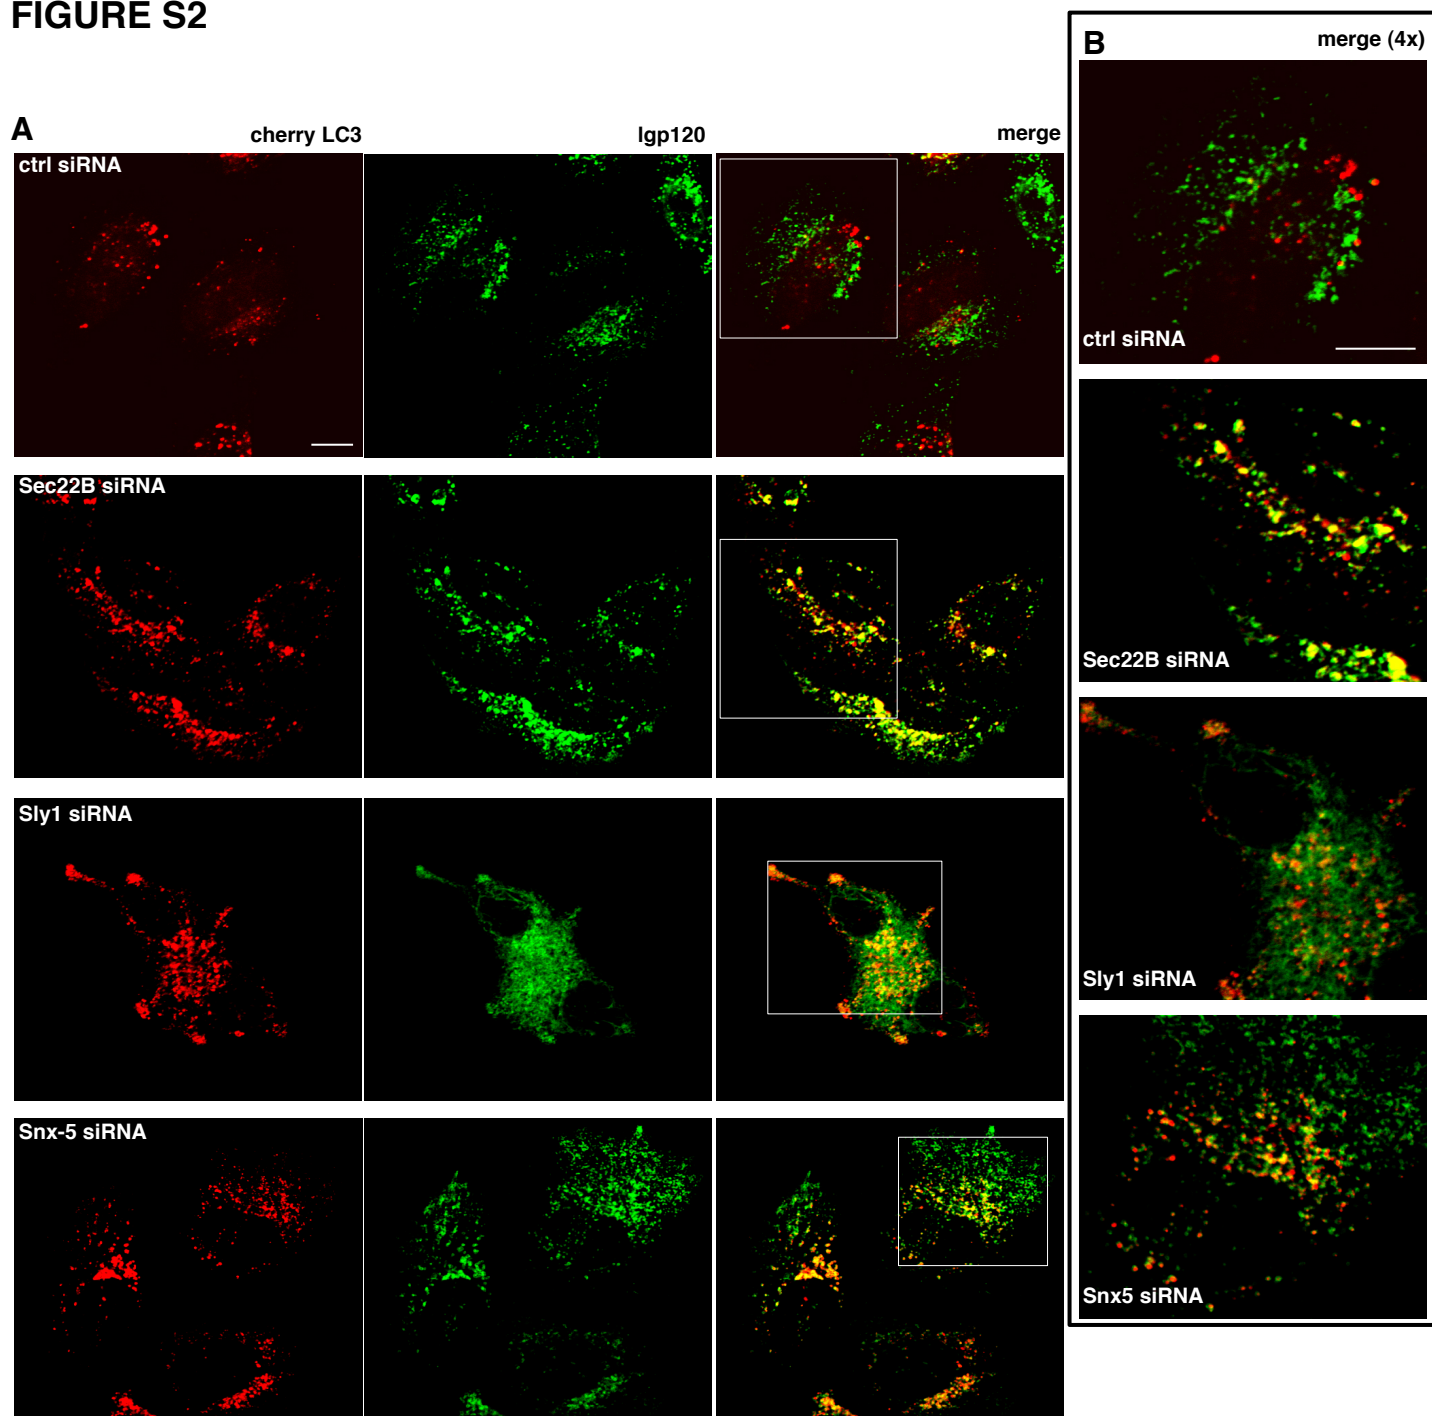 FIGURE S2
B
merge (4x)
A
cherry LC3
lgp120
merge
ctrl siRNA
ctrl siRNA
Sec22B siRNA
Sec22B siRNA
Sly1 siRNA
Sly1 siRNA
Snx-5 siRNA
Snx5 siRNA